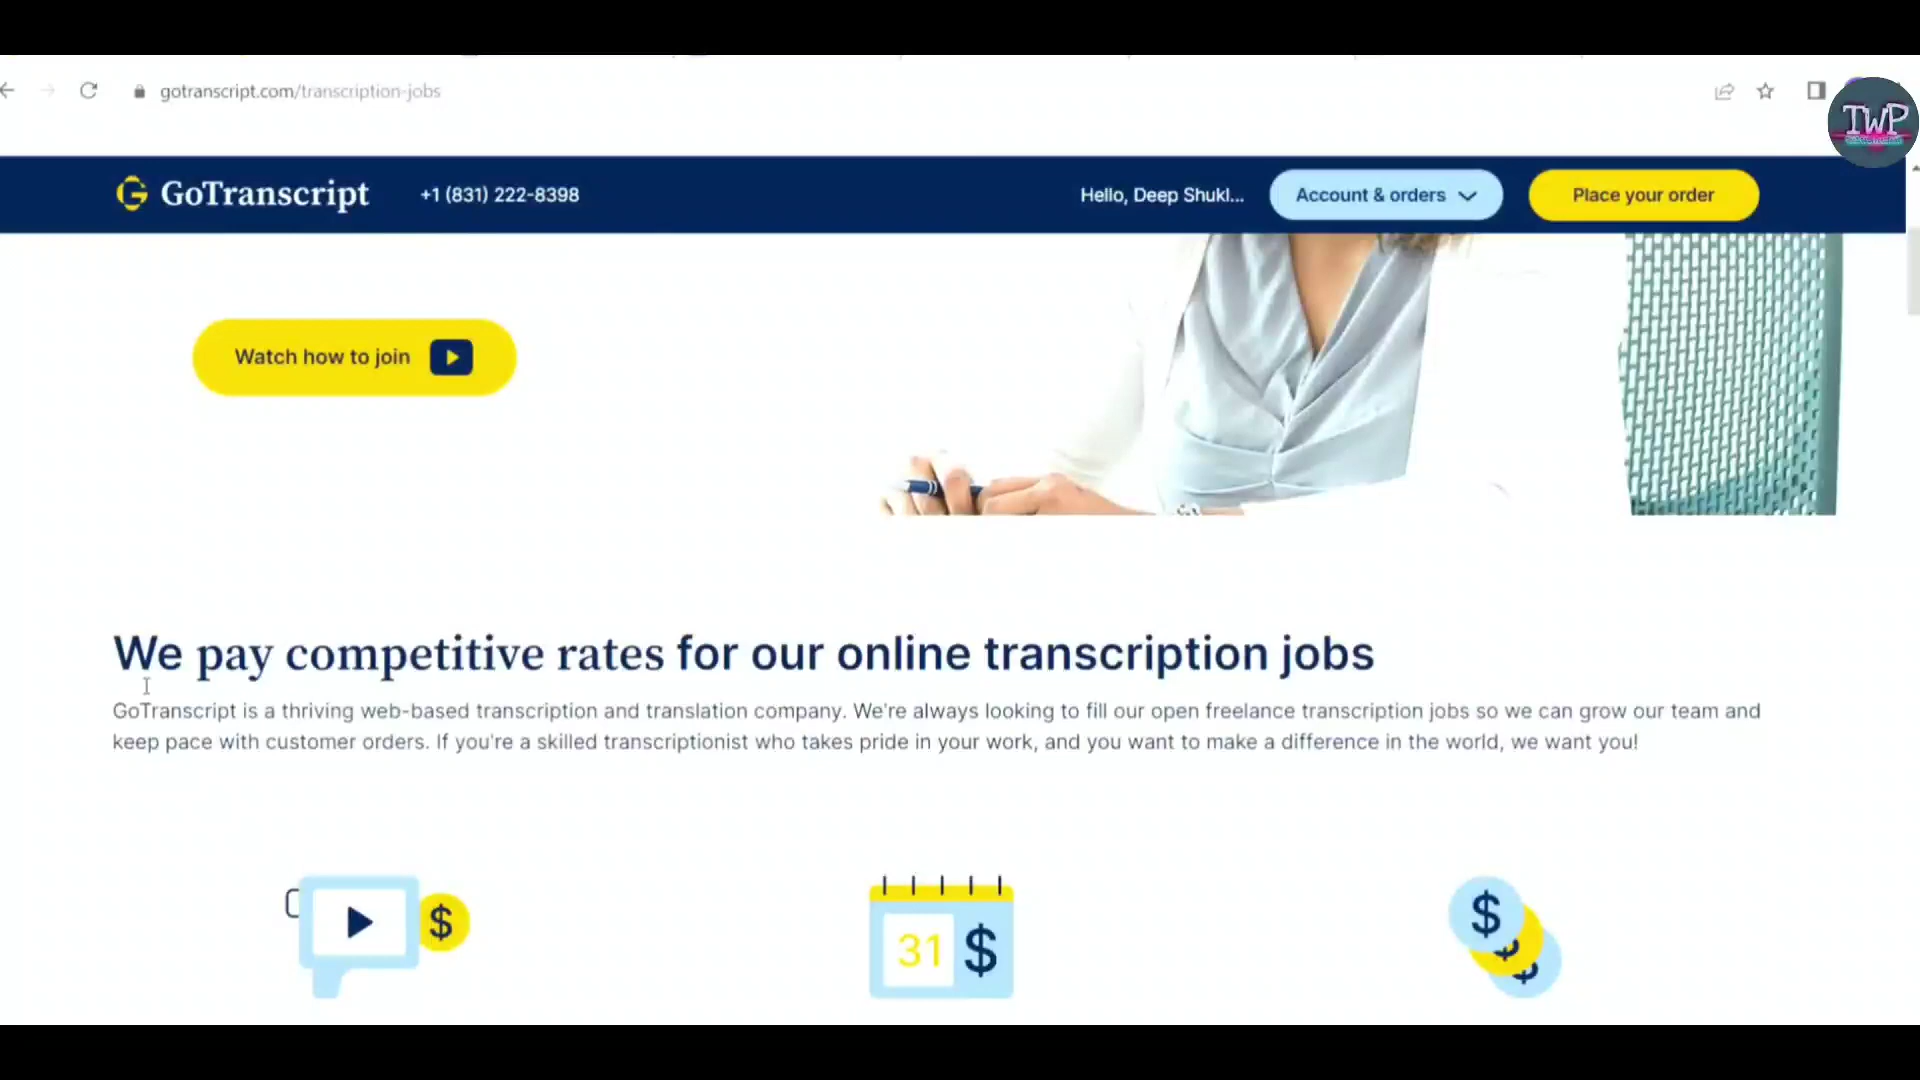 gotranscript.com/transcription-jobs
TWP
GoTranscript
+1 (831) 222-8398
Hello, Deep Shukl...
Account & orders
Place your order
Watch how to join
We pay competitive rates for our online transcription jobs
GoTranscript is a thriving web-based transcription and translation company. We're always looking to fill our open freelance transcription jobs so we can grow our team and
keep pace with customer orders. If you're a skilled transcriptionist who takes pride in your work, and you want to make a difference in the world, we want you!
$
31 $
$
$
$